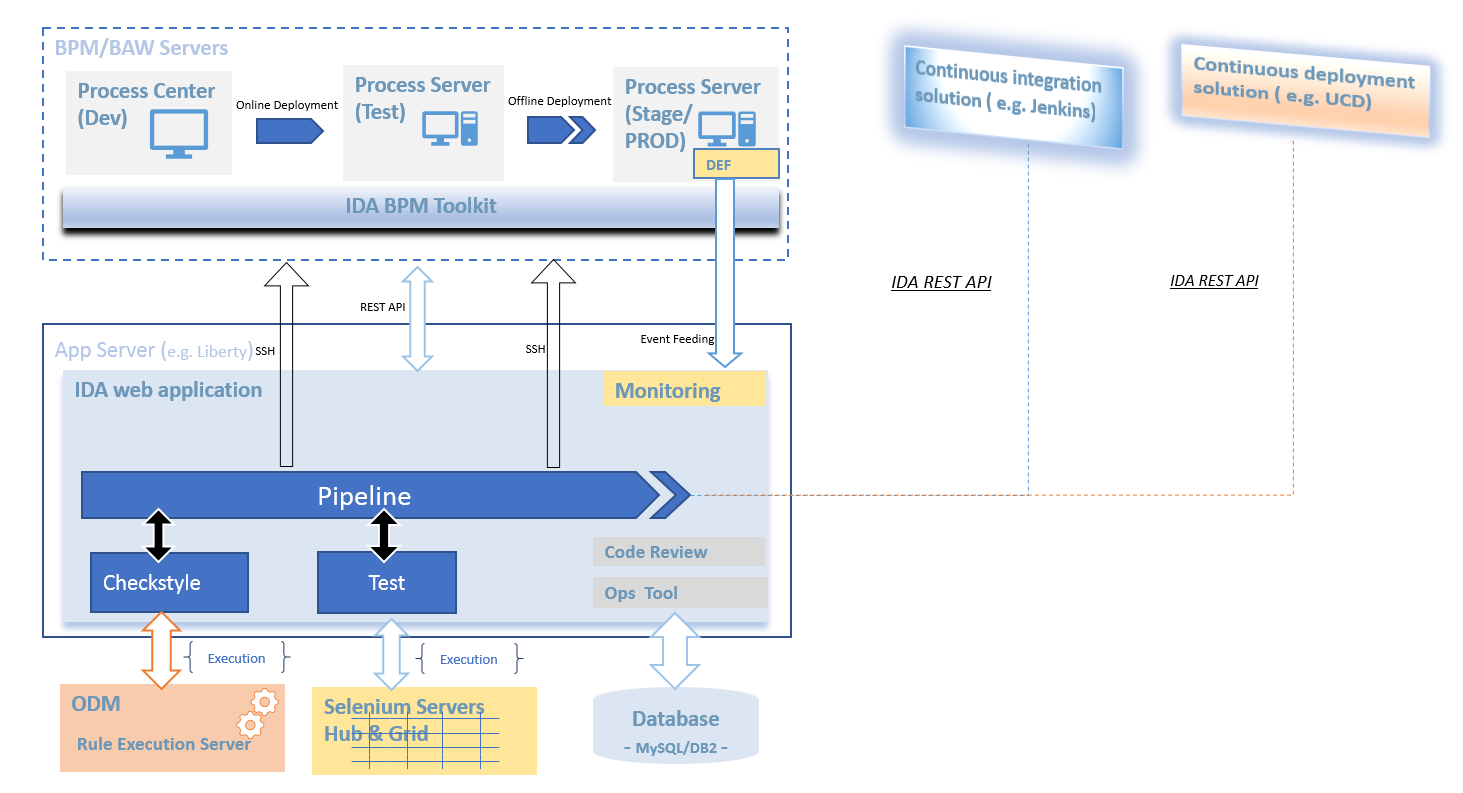 BPM/BAW Servers
Process Center
(Dev)
Online Deployment
Process Server
(Test)
Offline Deployment
Process Server
(Stage/
PROD)
DEF
IDA BPM Toolkit
Continuous integration
solution ( e.g. Jenkins)
Continuous deployment
solution ( e.g. UCD)
IDA REST API
IDA REST API
REST API
SSH
SSH
Event Feeding
App Server (e.g. Liberty)
IDA web application
Monitoring
Pipeline
Checkstyle
Test
Code Review
Ops Tool
Execution
Execution
ODM
Rule Execution Server
Selenium Servers
Hub & Grid
Database
- MySQL/DB2 -